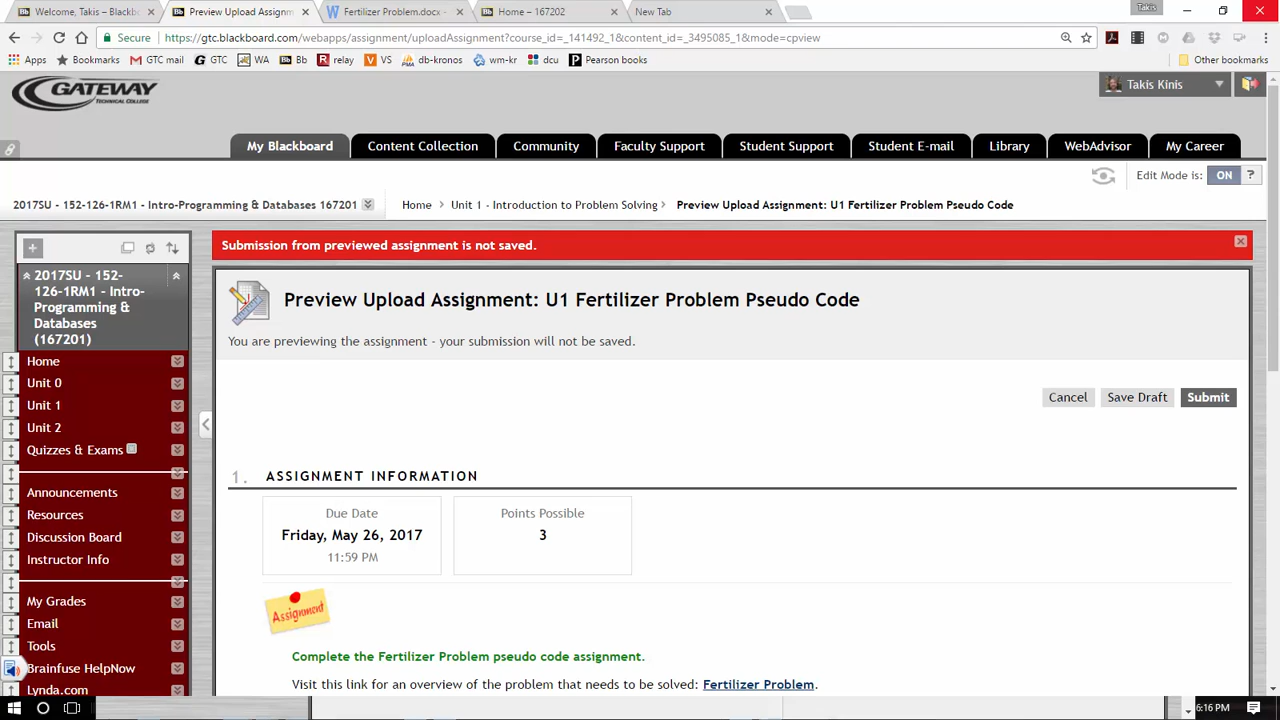 Welcome, Takis – Blackbo
Preview Upload Assignm
Fertilizer Problem.docx -
Home – 167202
New Tab
Takis
Secure
https://gtc.blackboard.com/webapps/assignment/uploadAssignment?course_id=_141492_1&content_id=_3495085_1&mode=cpview
Apps
Bookmarks
GTC mail
GTC
WA
Bb
relay
VS
db-kronos
wm-kr
dcu
Pearson books
Other bookmarks
GATEWAY
TECHNICAL COLLEGE
Takis Kinis
My Blackboard
Content Collection
Community
Faculty Support
Student Support
Student E-mail
Library
WebAdvisor
My Career
Edit Mode is: ON ?
2017SU - 152-126-1RM1 - Intro-Programming & Databases 167201
Home
Unit 1 - Introduction to Problem Solving
Preview Upload Assignment: U1 Fertilizer Problem Pseudo Code
Submission from previewed assignment is not saved.
2017SU - 152-
126-1RM1 - Intro-
Programming &
Databases
(167201)
Home
Unit 0
Unit 1
Unit 2
Quizzes & Exams
Announcements
Resources
Discussion Board
Instructor Info
My Grades
Email
Tools
Brainfuse HelpNow
Lynda.com
Preview Upload Assignment: U1 Fertilizer Problem Pseudo Code
You are previewing the assignment - your submission will not be saved.
Cancel
Save Draft
Submit
1. ASSIGNMENT INFORMATION
Due Date
Friday, May 26, 2017
11:59 PM
Points Possible
3
Assignment
Complete the Fertilizer Problem pseudo code assignment.
Visit this link for an overview of the problem that needs to be solved: Fertilizer Problem.
6:16 PM